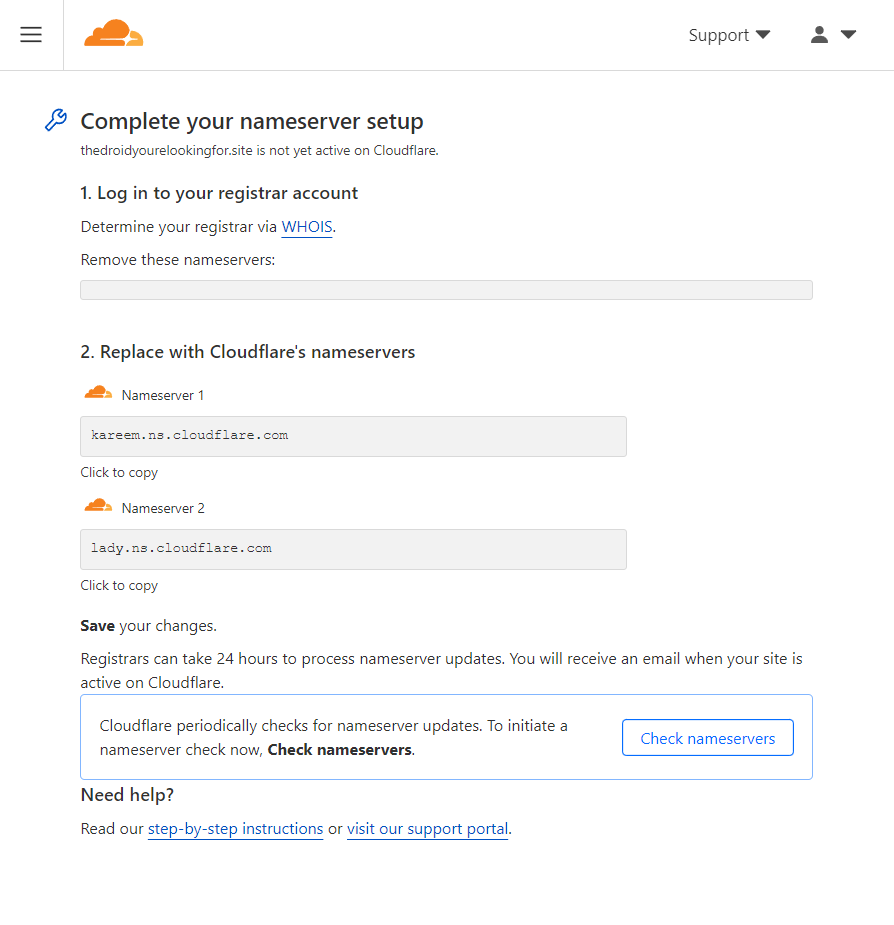 Support
Complete your nameserver setup
thedroidyourelookingfor.site is not yet active on Cloudflare.
1. Log in to your registrar account
Determine your registrar via WHOIS.
Remove these nameservers:
2. Replace with Cloudflare's nameservers
Nameserver 1
kareem.ns.cloudflare.com
Click to copy
Nameserver 2
lady.ns.cloudflare.com
Click to copy
Save your changes.
Registrars can take 24 hours to process nameserver updates. You will receive an email when your site is
active on Cloudflare.
Cloudflare periodically checks for nameserver updates. To initiate a
nameserver check now, Check nameservers.
Check nameservers
Need help?
Read our step-by-step instructions or visit our support portal.